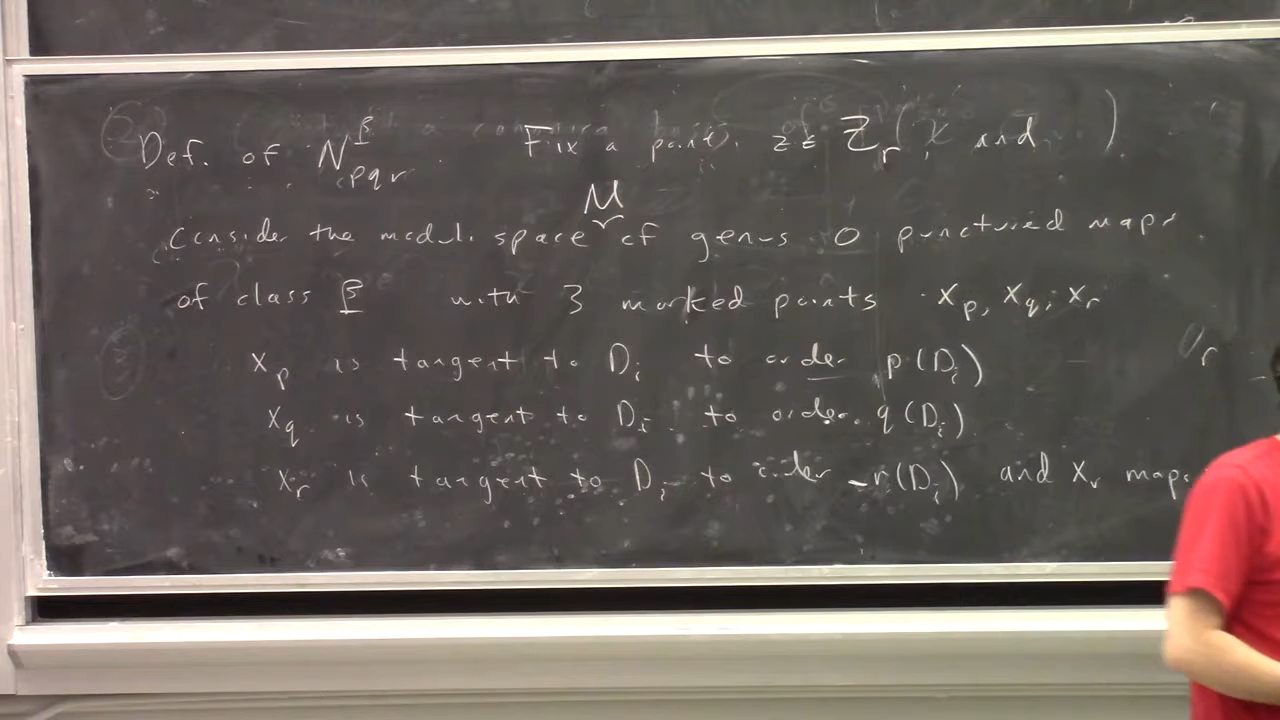 Def. of N^β_{pqr}. Fix a point z ∈ Z_r ( and ).
M
Consider the moduli space of genus 0 punctured maps
of class β with 3 marked points x_p, x_q, x_r
x_p is tangent to D_i to order p(D_i)
x_q is tangent to D_i to order q(D_i)
x_r is tangent to D_i to order -r(D_i) and x_r maps